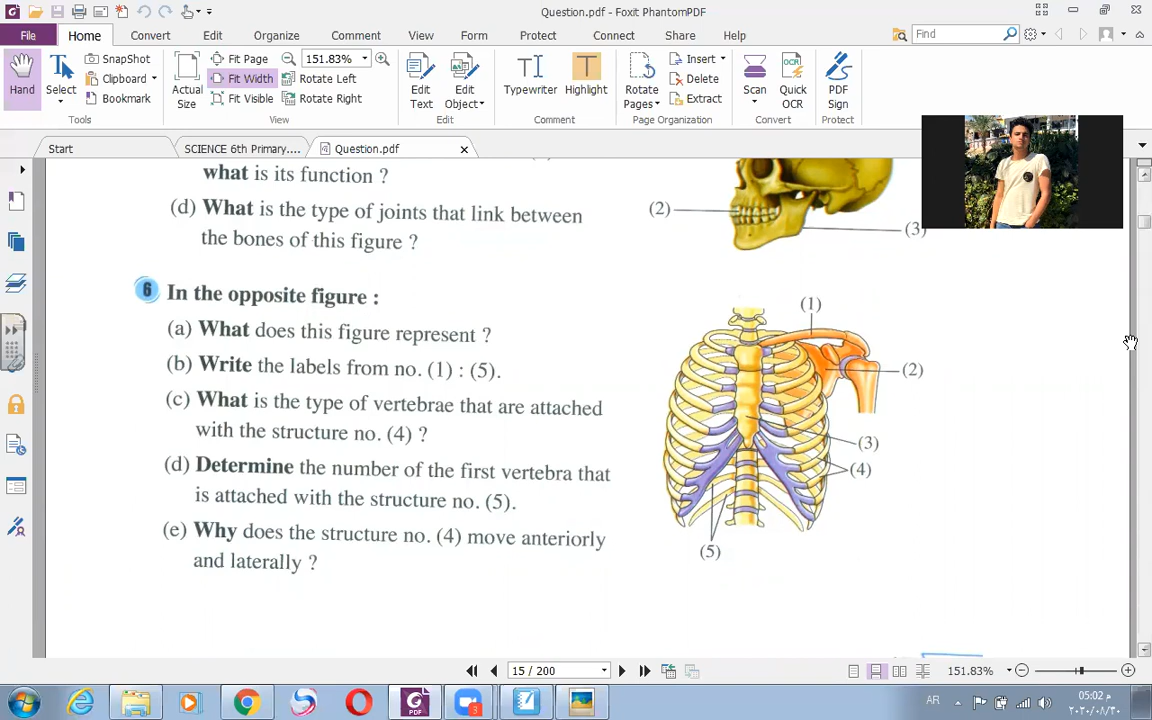 Question.pdf - Foxit PhantomPDF
File
Home
Convert
Edit
Organize
Comment
View
Form
Protect
Connect
Share
Help
Find
Hand
Select
SnapShot
Clipboard
Bookmark
Tools
Actual
Size
Fit Page
Fit Width
Fit Visible
151.83%
Rotate Left
Rotate Right
View
Edit
Text
Edit
Object
Edit
Typewriter
Highlight
Comment
Rotate
Pages
Insert
Delete
Extract
Page Organization
Scan
Quick
OCR
Convert
PDF
Sign
Protect
Start
SCIENCE 6th Primary....
Question.pdf
what is its function ?
(d) What is the type of joints that link between
the bones of this figure ?
(2)
(3)
6 In the opposite figure :
(a) What does this figure represent ?
(b) Write the labels from no. (1) : (5).
(c) What is the type of vertebrae that are attached
with the structure no. (4) ?
(d) Determine the number of the first vertebra that
is attached with the structure no. (5).
(e) Why does the structure no. (4) move anteriorly
and laterally ?
(1)
(2)
(3)
(4)
(5)
15 / 200
151.83%
PDF
3
AR
05:02 م
٢٠٢٠/٠٨/٣٠